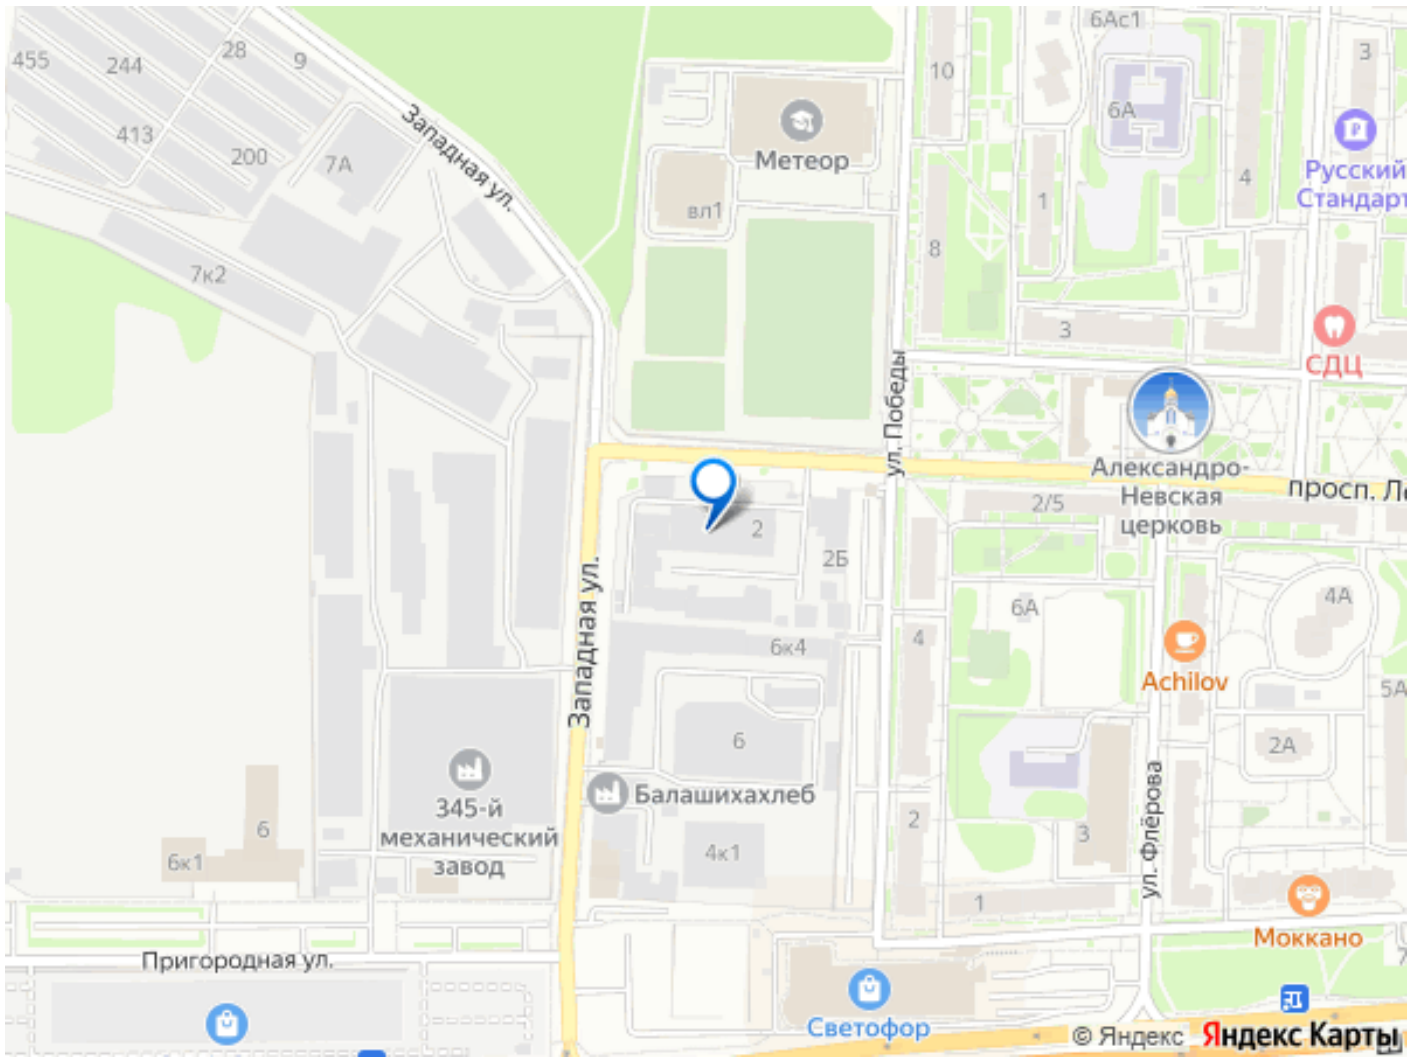 6Ас1
455
244
28
9
10
3
413
200
7А
Западная ул.
Метеор
6А
вл1
1
4
Русский
Стандарт
7к2
8
3
СДЦ
ул. Победы
Александро-
Невская
церковь
просп. Ле
2/5
2
2Б
Западная ул.
6А
4А
4
6к4
Achilov
5А
6
2А
345-й
механический
завод
Балашихахлеб
ул. Флёрова
6
6к1
4к1
2
3
1
Моккано
Пригородная ул.
7
Светофор
© Яндекс
Яндекс Карты